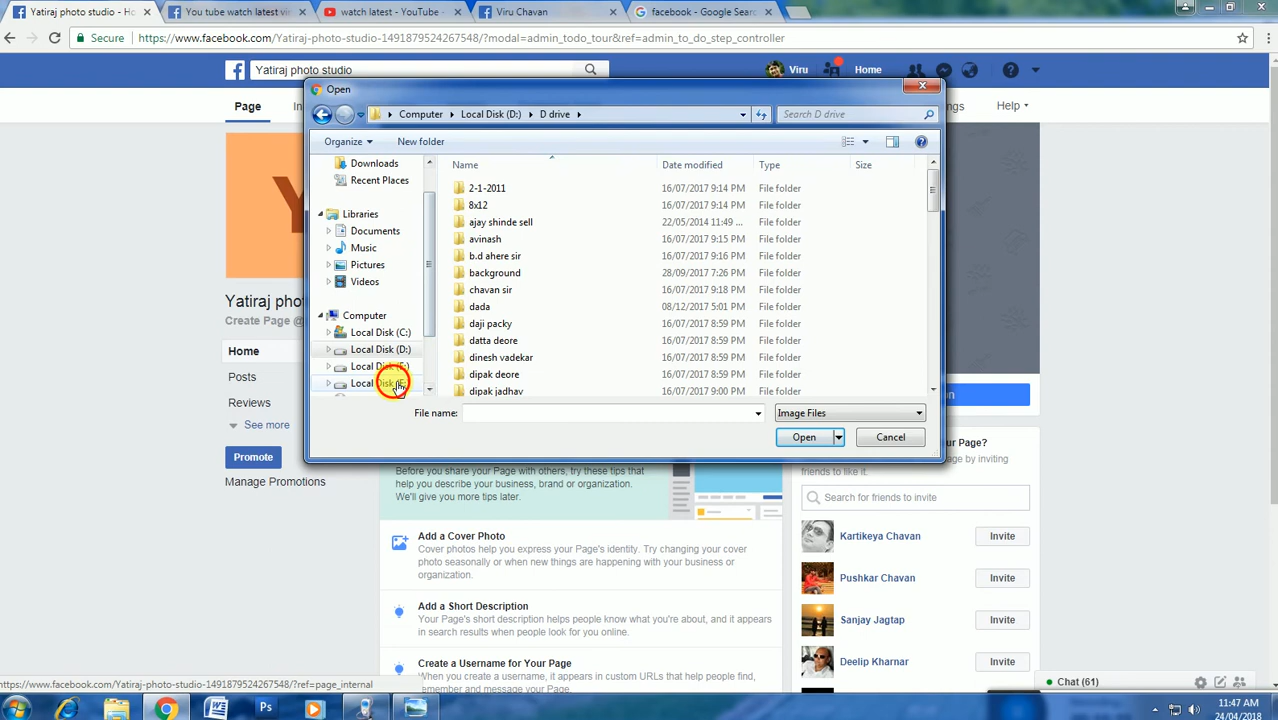 Yatiraj photo studio - Ho
You tube watch latest vi
watch latest - YouTube -
Viru Chavan
facebook - Google Sear
Secure
https://www.facebook.com/Yatiraj-photo-studio-1491879524267548/?modal=admin_todo_tour&ref=admin_to_do_step_controller
Yatiraj photo studio
Viru
Home
Page
In
ngs
Help
Open
Computer
Local Disk (D:)
D drive
Search D drive
Organize
New folder
Downloads
Recent Places
Libraries
Documents
Music
Pictures
Videos
Computer
Local Disk (C:)
Local Disk (D:)
Local Disk
Local Disk
Name Date modified Type Size
2-1-2011 16/07/2017 9:14 PM File folder
8x12 16/07/2017 9:14 PM File folder
ajay shinde sell 22/05/2014 11:49 ... File folder
avinash 16/07/2017 9:15 PM File folder
b.d ahere sir 16/07/2017 9:16 PM File folder
background 28/09/2017 7:26 PM File folder
chavan sir 16/07/2017 9:18 PM File folder
dada 08/12/2017 5:01 PM File folder
daji packy 16/07/2017 8:59 PM File folder
datta deore 16/07/2017 8:59 PM File folder
dinesh vadekar 16/07/2017 8:59 PM File folder
dipak deore 16/07/2017 8:59 PM File folder
dipak jadhav 16/07/2017 9:00 PM File folder
File name:
Image Files
Open
Cancel
YA
Yatiraj pho
Create Page @
Home
Posts
Reviews
See more
Promote
Manage Promotions
Before you share your Page with others, try these tips that
help you describe your business, brand or organization.
We'll give you more tips later.
Add a Cover Photo
Cover photos help you express your Page's identity. Try changing your cover
photo seasonally or when new things are happening with your business or
organization.
Add a Short Description
Your Page's short description helps people know what you're about, and it appears
in search results when people look for you online.
Create a Username for Your Page
When you create a username, it appears in custom URLs that help people find,
remember and message your Page.
Page?
by inviting
friends to like it.
Search for friends to invite
Kartikeya Chavan
Invite
Pushkar Chavan
Invite
Sanjay Jagtap
Invite
Deelip Kharnar
Invite
Chat (61)
https://www.facebook.com/Yatiraj-photo-studio-1491879524267548/?ref=page_internal
11:47 AM
24/04/2018